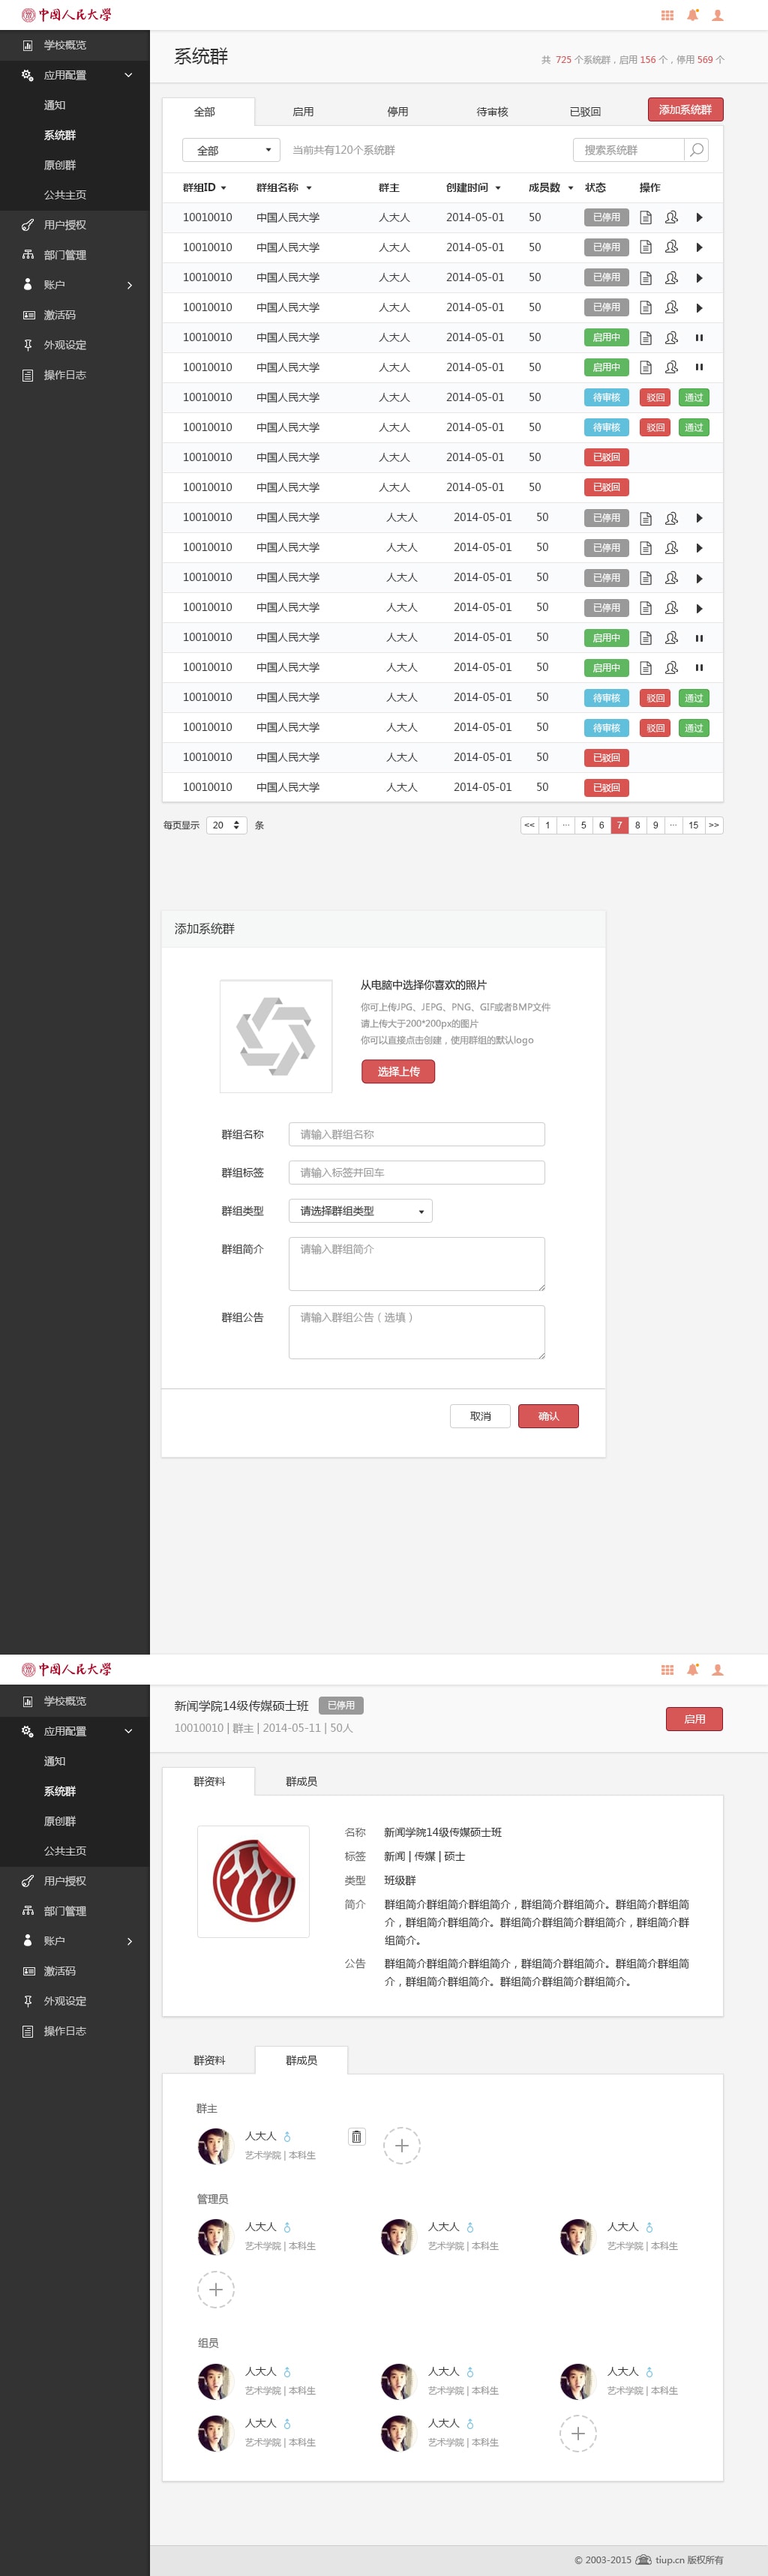 中国人民大学
学校概览
应用配置
通知
系统群
原创群
公共主页
用户授权
部门管理
账户
激活码
外观设定
操作日志
系统群
共 725 个系统群，启用 156 个，停用 569 个
全部 启用 停用 待审核 已驳回 添加系统群
全部 当前共有120个系统群 搜索系统群
群组ID 群组名称 群主 创建时间 成员数 状态 操作
10010010 中国人民大学 人大人 2014-05-01 50 已停用
10010010 中国人民大学 人大人 2014-05-01 50 已停用
10010010 中国人民大学 人大人 2014-05-01 50 已停用
10010010 中国人民大学 人大人 2014-05-01 50 已停用
10010010 中国人民大学 人大人 2014-05-01 50 启用中
10010010 中国人民大学 人大人 2014-05-01 50 启用中
10010010 中国人民大学 人大人 2014-05-01 50 待审核 驳回 通过
10010010 中国人民大学 人大人 2014-05-01 50 待审核 驳回 通过
10010010 中国人民大学 人大人 2014-05-01 50 已驳回
10010010 中国人民大学 人大人 2014-05-01 50 已驳回
10010010 中国人民大学 人大人 2014-05-01 50 已停用
10010010 中国人民大学 人大人 2014-05-01 50 已停用
10010010 中国人民大学 人大人 2014-05-01 50 已停用
10010010 中国人民大学 人大人 2014-05-01 50 已停用
10010010 中国人民大学 人大人 2014-05-01 50 启用中
10010010 中国人民大学 人大人 2014-05-01 50 启用中
10010010 中国人民大学 人大人 2014-05-01 50 待审核 驳回 通过
10010010 中国人民大学 人大人 2014-05-01 50 待审核 驳回 通过
10010010 中国人民大学 人大人 2014-05-01 50 已驳回
10010010 中国人民大学 人大人 2014-05-01 50 已驳回
每页显示 20 条 << 1 ... 5 6 7 8 9 ... 15 >>
添加系统群
从电脑中选择你喜欢的照片
你可上传JPG、JEPG、PNG、GIF或者BMP文件
请上传大于200*200px的图片
你可以直接点击创建，使用群组的默认logo
选择上传
群组名称 请输入群组名称
群组标签 请输入标签并回车
群组类型 请选择群组类型
群组简介 请输入群组简介
群组公告 请输入群组公告（选填）
取消 确认
中国人民大学
学校概览
应用配置
通知
系统群
原创群
公共主页
用户授权
部门管理
账户
激活码
外观设定
操作日志
新闻学院14级传媒硕士班 已停用
10010010 | 群主 | 2014-05-11 | 50人
启用
群资料 群成员
名称 新闻学院14级传媒硕士班
标签 新闻 | 传媒 | 硕士
类型 班级群
简介 群组简介群组简介群组简介，群组简介群组简介。群组简介群组简
介，群组简介群组简介。群组简介群组简介群组简介，群组简介群
组简介。
公告 群组简介群组简介群组简介，群组简介群组简介。群组简介群组简
介，群组简介群组简介。群组简介群组简介群组简介。
群资料 群成员
群主
人大人
艺术学院 | 本科生
管理员
人大人 人大人 人大人
艺术学院 | 本科生 艺术学院 | 本科生 艺术学院 | 本科生
组员
人大人 人大人 人大人
艺术学院 | 本科生 艺术学院 | 本科生 艺术学院 | 本科生
人大人 人大人
艺术学院 | 本科生 艺术学院 | 本科生
© 2003-2015 tiup.cn 版权所有